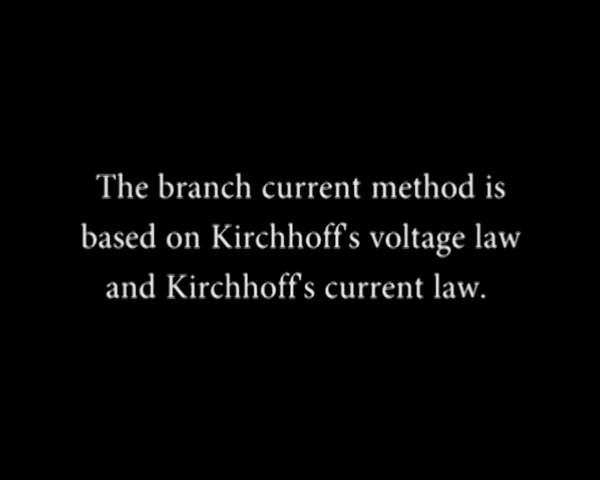 The branch current method is
based on Kirchhoff's voltage law
and Kirchhoff's current law.